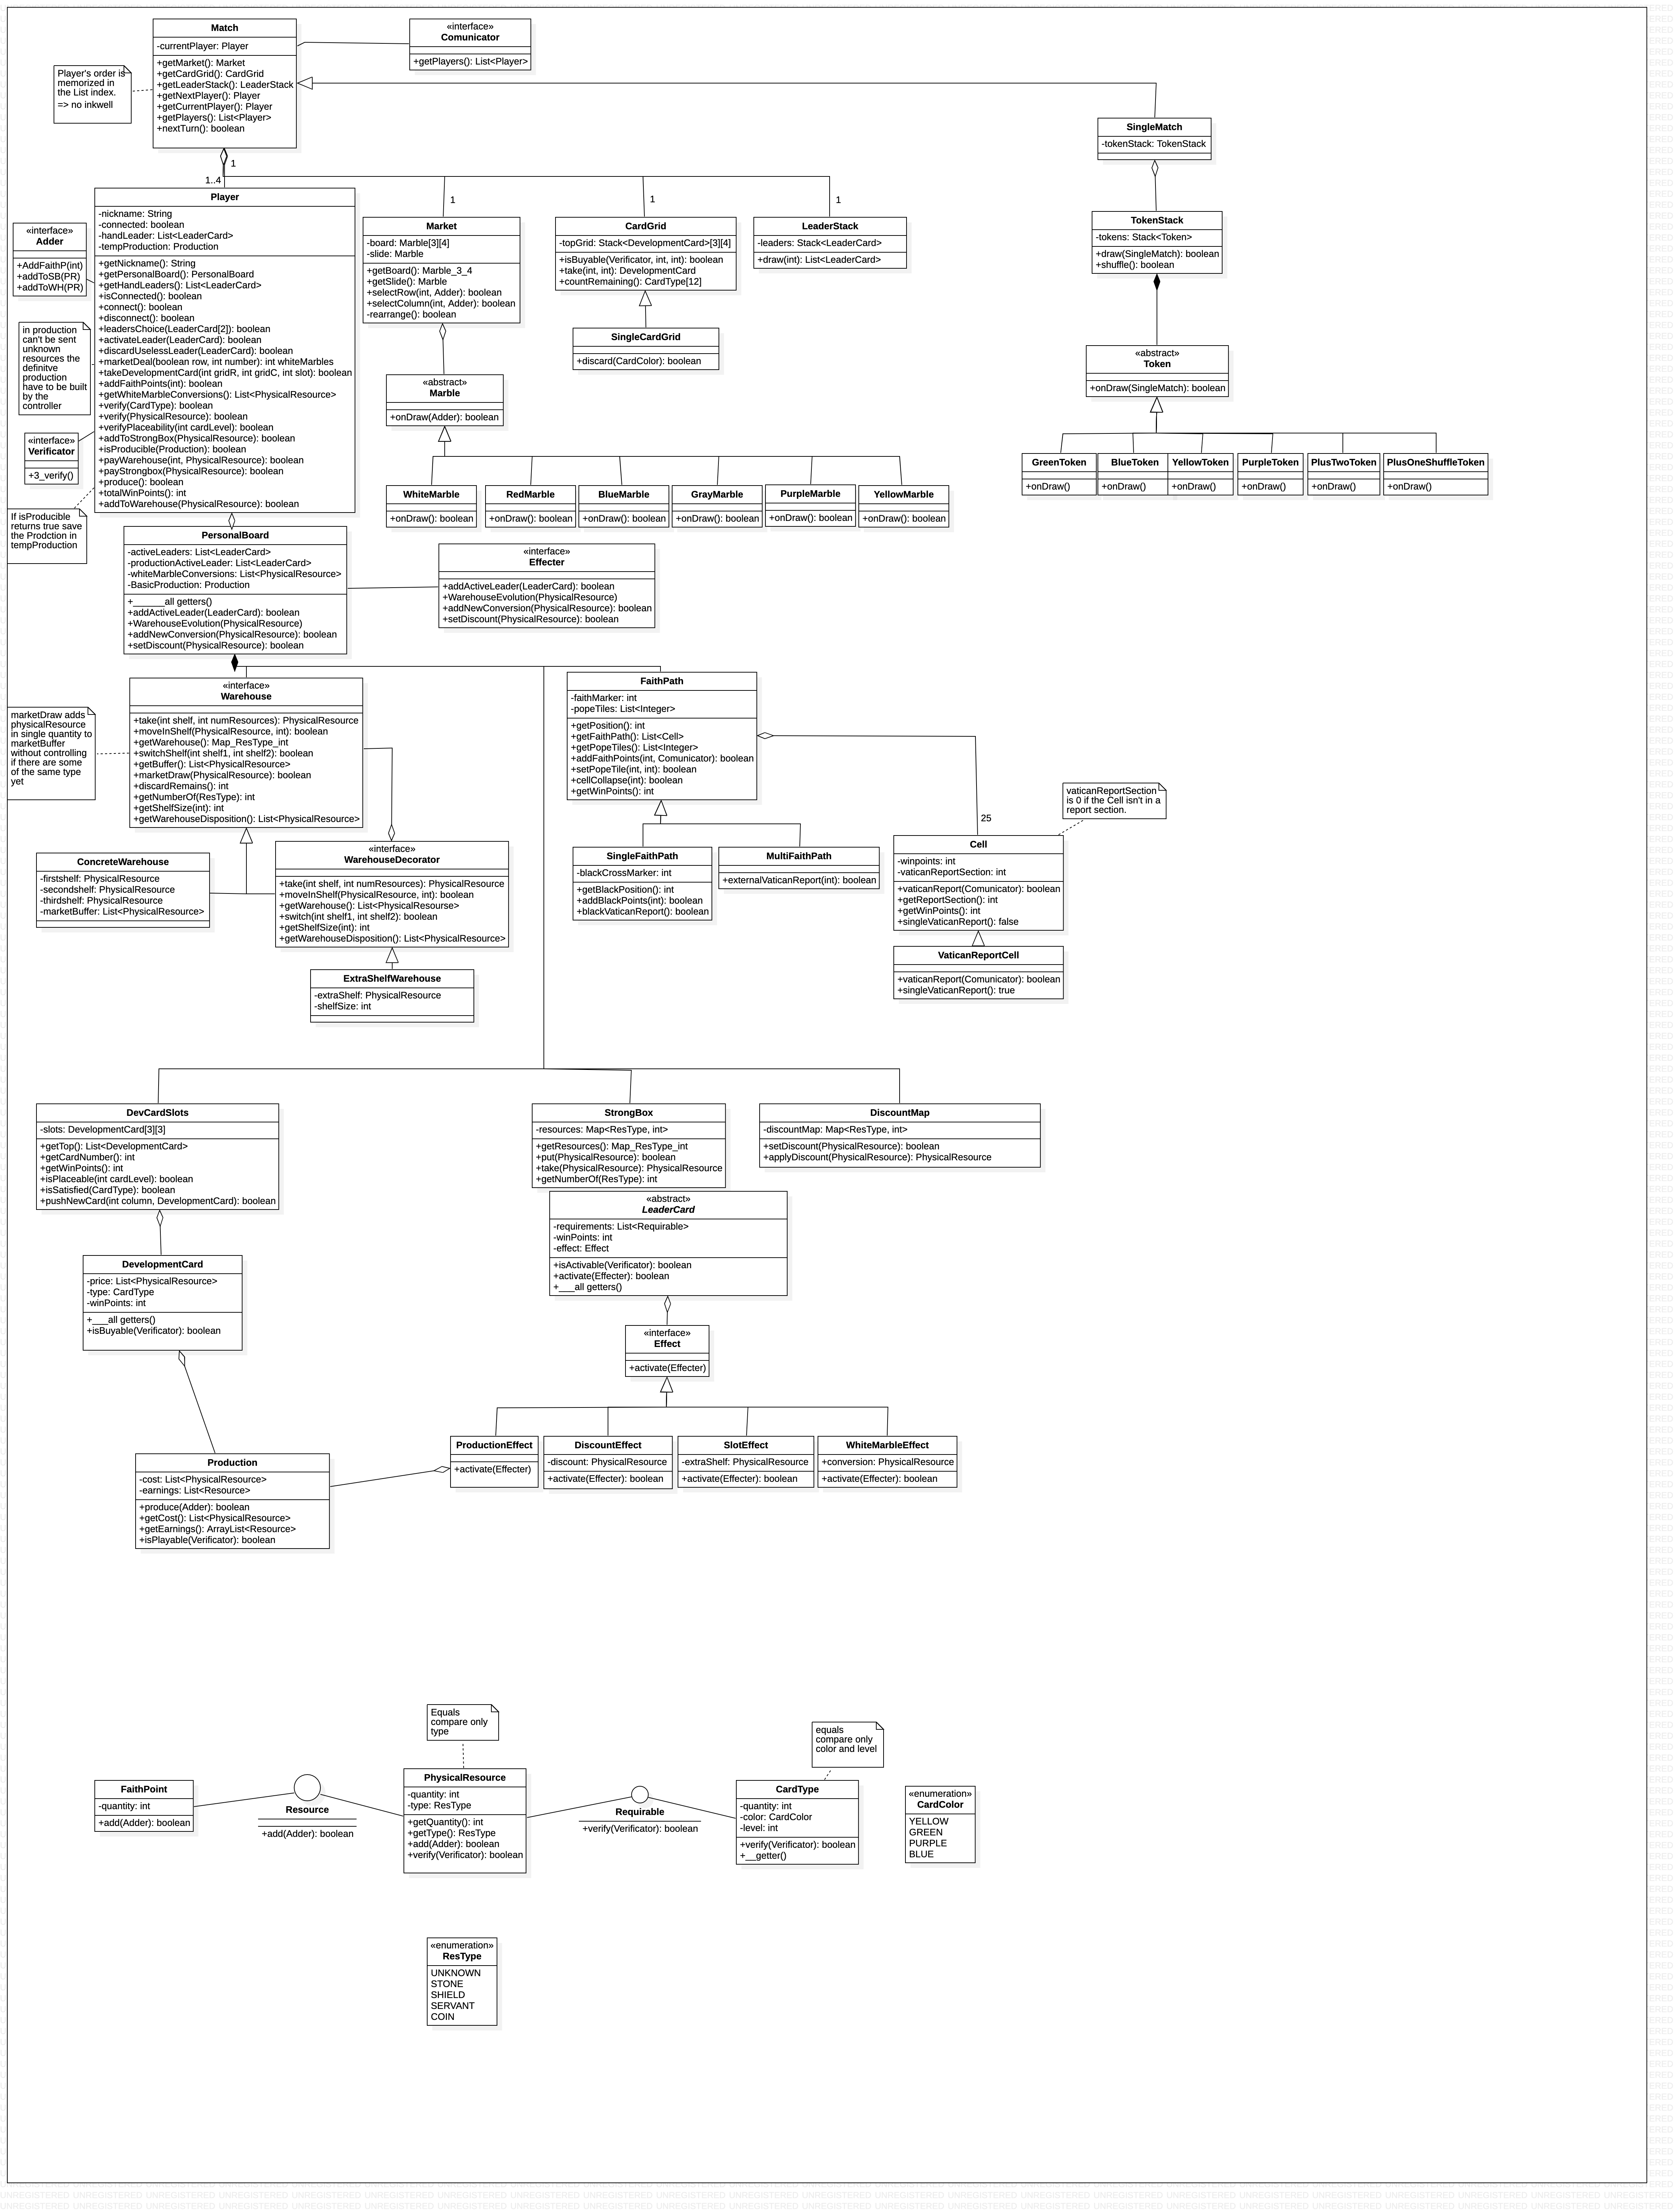 Match
-currentPlayer: Player
+getMarket(): Market
+getCardGrid(): CardGrid
+getLeaderStack(): LeaderStack
+getNextPlayer(): Player
+getCurrentPlayer(): Player
+getPlayers(): List<Player>
+nextTurn(): boolean
«interface»
Comunicator
+getPlayers(): List<Player>
Player's order is
memorized in
the List index.
=> no inkwell
SingleMatch
-tokenStack: TokenStack
1
1..4
1
1
1
Player
-nickname: String
-connected: boolean
-handLeader: List<LeaderCard>
-tempProduction: Production
+getNickname(): String
+getPersonalBoard(): PersonalBoard
+getHandLeaders(): List<LeaderCard>
+isConnected(): boolean
+connect(): boolean
+disconnect(): boolean
+leadersChoice(LeaderCard[2]): boolean
+activateLeader(LeaderCard): boolean
+discardUselessLeader(LeaderCard): boolean
+marketDeal(boolean row, int number): int whiteMarbles
+takeDevelopmentCard(int gridR, int gridC, int slot): boolean
+addFaithPoints(int): boolean
+getWhiteMarbleConversions(): List<PhysicalResource>
+verify(CardType): boolean
+verify(PhysicalResource): boolean
+verifyPlaceability(int cardLevel): boolean
+addToStrongBox(PhysicalResource): boolean
+isProducible(Production): boolean
+payWarehouse(int, PhysicalResource): boolean
+payStrongbox(PhysicalResource): boolean
+produce(): boolean
+totalWinPoints(): int
+addToWarehouse(PhysicalResource): boolean
«interface»
Adder
+AddFaithP(int)
+addToSB(PR)
+addToWH(PR)
in production
can't be sent
unknown
resources the
definitve
production
have to be built
by the
controller
«interface»
Verificator
+3_verify()
If isProducible
returns true save
the Prodction in
tempProduction
Market
-board: Marble[3][4]
-slide: Marble
+getBoard(): Marble_3_4
+getSlide(): Marble
+selectRow(int, Adder): boolean
+selectColumn(int, Adder): boolean
-rearrange(): boolean
CardGrid
-topGrid: Stack<DevelopmentCard>[3][4]
+isBuyable(Verificator, int, int): boolean
+take(int, int): DevelopmentCard
+countRemaining(): CardType[12]
LeaderStack
-leaders: Stack<LeaderCard>
+draw(int): List<LeaderCard>
SingleCardGrid
+discard(CardColor): boolean
TokenStack
-tokens: Stack<Token>
+draw(SingleMatch): boolean
+shuffle(): boolean
«abstract»
Token
+onDraw(SingleMatch): boolean
GreenToken
+onDraw()
BlueToken
+onDraw()
YellowToken
+onDraw()
PurpleToken
+onDraw()
PlusTwoToken
+onDraw()
PlusOneShuffleToken
+onDraw()
«abstract»
Marble
+onDraw(Adder): boolean
WhiteMarble
+onDraw(): boolean
RedMarble
+onDraw(): boolean
BlueMarble
+onDraw(): boolean
GrayMarble
+onDraw(): boolean
PurpleMarble
+onDraw(): boolean
YellowMarble
+onDraw(): boolean
PersonalBoard
-activeLeaders: List<LeaderCard>
-productionActiveLeader: List<LeaderCard>
-whiteMarbleConversions: List<PhysicalResource>
-BasicProduction: Production
+______all getters()
+addActiveLeader(LeaderCard): boolean
+WarehouseEvolution(PhysicalResource)
+addNewConversion(PhysicalResource): boolean
+setDiscount(PhysicalResource): boolean
«interface»
Effecter
+addActiveLeader(LeaderCard): boolean
+WarehouseEvolution(PhysicalResource)
+addNewConversion(PhysicalResource): boolean
+setDiscount(PhysicalResource): boolean
«interface»
Warehouse
+take(int shelf, int numResources): PhysicalResource
+moveInShelf(PhysicalResource, int): boolean
+getWarehouse(): Map_ResType_int
+switchShelf(int shelf1, int shelf2): boolean
+getBuffer(): List<PhysicalResource>
+marketDraw(PhysicalResource): boolean
+discardRemains(): int
+getNumberOf(ResType): int
+getShelfSize(int): int
+getWarehouseDisposition(): List<PhysicalResource>
marketDraw adds
physicalResource
in single quantity to
marketBuffer
without controlling
if there are some
of the same type
yet
FaithPath
-faithMarker: int
-popeTiles: List<Integer>
+getPosition(): int
+getFaithPath(): List<Cell>
+getPopeTiles(): List<Integer>
+addFaithPoints(int, Comunicator): boolean
+setPopeTile(int, int): boolean
+cellCollapse(int): boolean
+getWinPoints(): int
25
vaticanReportSection
is 0 if the Cell isn't in a
report section.
Cell
-winpoints: int
-vaticanReportSection: int
+vaticanReport(Comunicator): boolean
+getReportSection(): int
+getWinPoints(): int
+singleVaticanReport(): false
VaticanReportCell
+vaticanReport(Comunicator): boolean
+singleVaticanReport(): true
SingleFaithPath
-blackCrossMarker: int
+getBlackPosition(): int
+addBlackPoints(int): boolean
+blackVaticanReport(): boolean
MultiFaithPath
+externalVaticanReport(int): boolean
ConcreteWarehouse
-firstshelf: PhysicalResource
-secondshelf: PhysicalResource
-thirdshelf: PhysicalResource
-marketBuffer: List<PhysicalResource>
«interface»
WarehouseDecorator
+take(int shelf, int numResources): PhysicalResource
+moveInShelf(PhysicalResource, int): boolean
+getWarehouse(): List<PhysicalResourse>
+switch(int shelf1, int shelf2): boolean
+getShelfSize(int): int
+getWarehouseDisposition(): List<PhysicalResource>
ExtraShelfWarehouse
-extraShelf: PhysicalResource
-shelfSize: int
DevCardSlots
-slots: DevelopmentCard[3][3]
+getTop(): List<DevelopmentCard>
+getCardNumber(): int
+getWinPoints(): int
+isPlaceable(int cardLevel): boolean
+isSatisfied(CardType): boolean
+pushNewCard(int column, DevelopmentCard): boolean
StrongBox
-resources: Map<ResType, int>
+getResources(): Map_ResType_int
+put(PhysicalResource): boolean
+take(PhysicalResource): PhysicalResource
+getNumberOf(ResType): int
DiscountMap
-discountMap: Map<ResType, int>
+setDiscount(PhysicalResource): boolean
+applyDiscount(PhysicalResource): PhysicalResource
«abstract»
LeaderCard
-requirements: List<Requirable>
-winPoints: int
-effect: Effect
+isActivable(Verificator): boolean
+activate(Effecter): boolean
+___all getters()
DevelopmentCard
-price: List<PhysicalResource>
-type: CardType
-winPoints: int
+___all getters()
+isBuyable(Verificator): boolean
«interface»
Effect
+activate(Effecter)
ProductionEffect
+activate(Effecter)
DiscountEffect
-discount: PhysicalResource
+activate(Effecter): boolean
SlotEffect
-extraShelf: PhysicalResource
+activate(Effecter): boolean
WhiteMarbleEffect
+conversion: PhysicalResource
+activate(Effecter): boolean
Production
-cost: List<PhysicalResource>
-earnings: List<Resource>
+produce(Adder): boolean
+getCost(): List<PhysicalResource>
+getEarnings(): ArrayList<Resource>
+isPlayable(Verificator): boolean
Equals
compare only
type
equals
compare only
color and level
FaithPoint
-quantity: int
+add(Adder): boolean
Resource
+add(Adder): boolean
PhysicalResource
-quantity: int
-type: ResType
+getQuantity(): int
+getType(): ResType
+add(Adder): boolean
+verify(Verificator): boolean
Requirable
+verify(Verificator): boolean
CardType
-quantity: int
-color: CardColor
-level: int
+verify(Verificator): boolean
+__getter()
«enumeration»
CardColor
YELLOW
GREEN
PURPLE
BLUE
«enumeration»
ResType
UNKNOWN
STONE
SHIELD
SERVANT
COIN